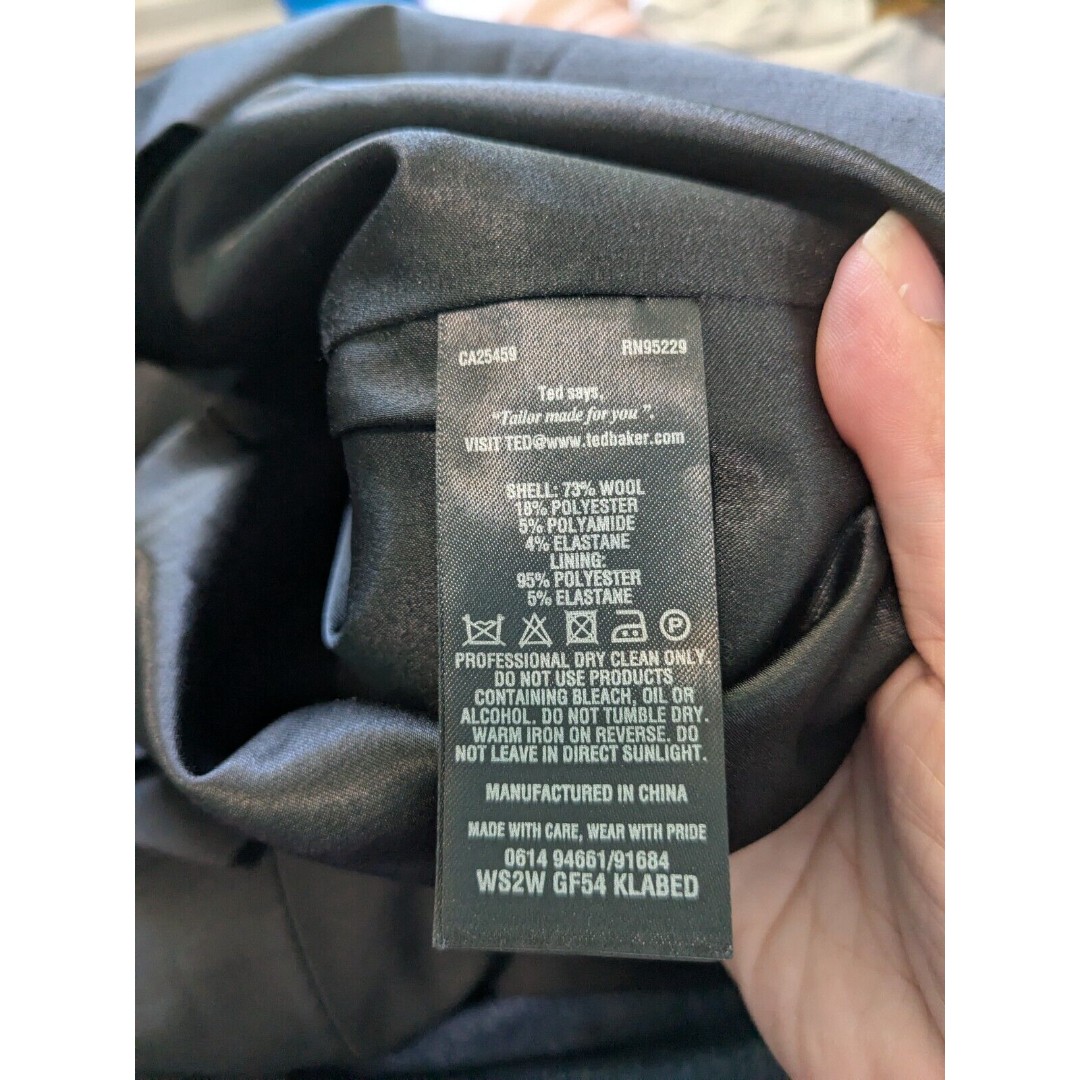 CA25459 RN95229
Ted says,
“Tailor made for you”.
VISIT TED@www.tedbaker.com
SHELL: 73% WOOL
18% POLYESTER
5% POLYAMIDE
4% ELASTANE
LINING:
95% POLYESTER
5% ELASTANE
P
PROFESSIONAL DRY CLEAN ONLY.
DO NOT USE PRODUCTS
CONTAINING BLEACH, OIL OR
ALCOHOL. DO NOT TUMBLE DRY.
WARM IRON ON REVERSE. DO
NOT LEAVE IN DIRECT SUNLIGHT.
MANUFACTURED IN CHINA
MADE WITH CARE, WEAR WITH PRIDE
0614 94661/91684
WS2W GF54 KLABED